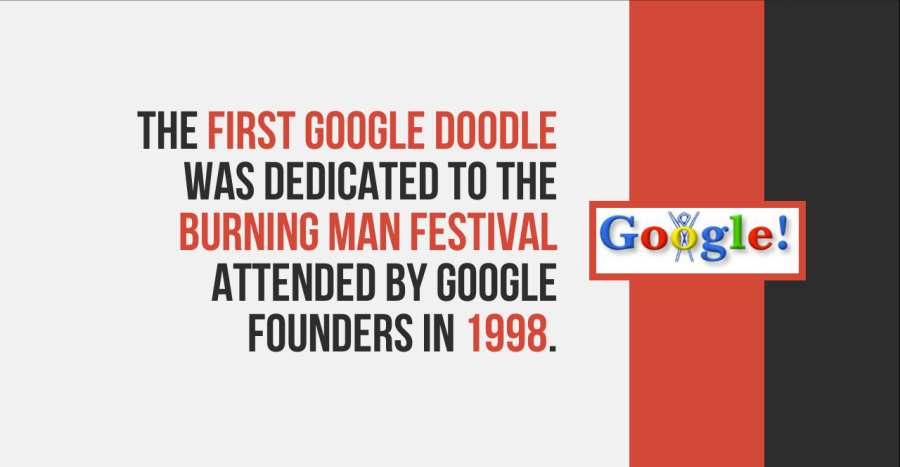 THE FIRST GOOGLE DOODLE
WAS DEDICATED TO THE
BURNING MAN FESTIVAL
ATTENDED BY GOOGLE
FOUNDERS IN 1998.
Google!